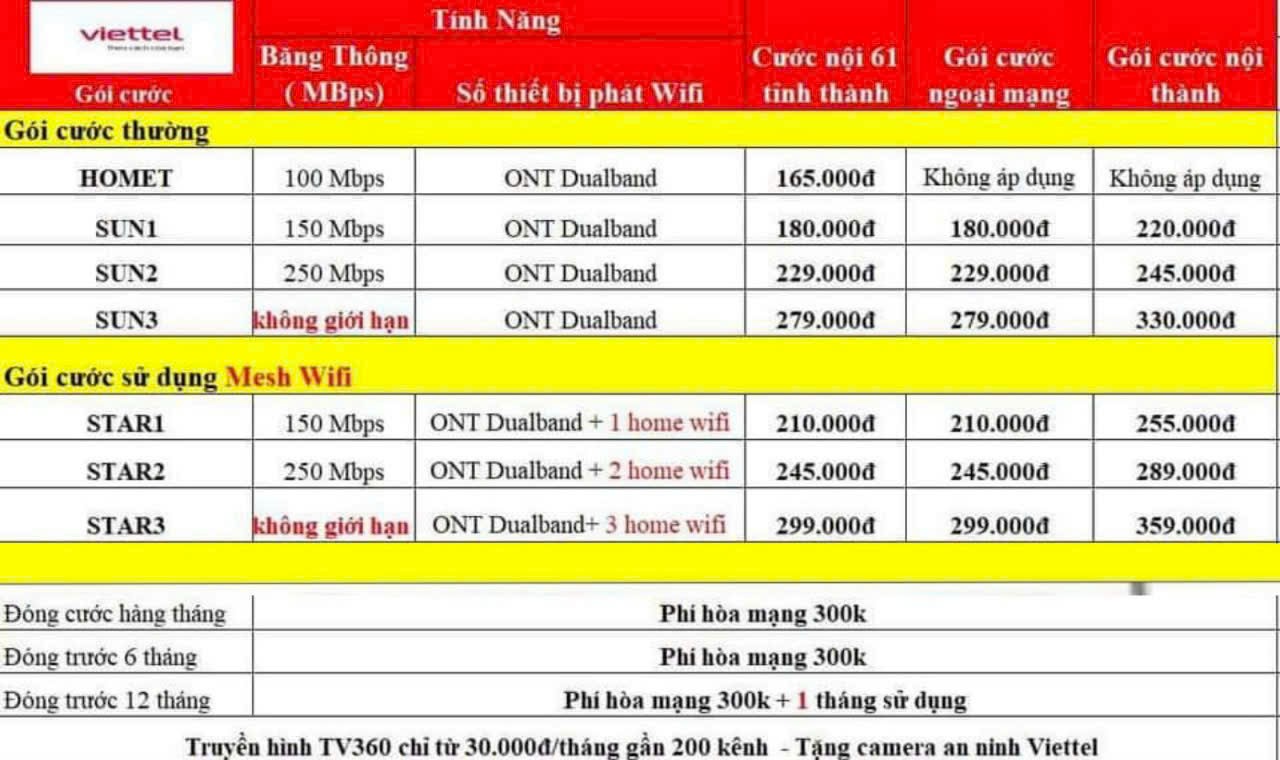 viettel
Theo cách của bạn
Gói cước
Tính Năng
Băng Thông
( MBps)
Số thiết bị phát Wifi
Cước nội 61
tỉnh thành
Gói cước
ngoại mạng
Gói cước nội
thành
Gói cước thường
HOMET 100 Mbps ONT Dualband 165.000đ Không áp dụng Không áp dụng
SUN1 150 Mbps ONT Dualband 180.000đ 180.000đ 220.000đ
SUN2 250 Mbps ONT Dualband 229.000đ 229.000đ 245.000đ
SUN3 không giới hạn ONT Dualband 279.000đ 279.000đ 330.000đ
Gói cước sử dụng Mesh Wifi
STAR1 150 Mbps ONT Dualband + 1 home wifi 210.000đ 210.000đ 255.000đ
STAR2 250 Mbps ONT Dualband + 2 home wifi 245.000đ 245.000đ 289.000đ
STAR3 không giới hạn ONT Dualband+ 3 home wifi 299.000đ 299.000đ 359.000đ
Đóng cước hàng tháng Phí hòa mạng 300k
Đóng trước 6 tháng Phí hòa mạng 300k
Đóng trước 12 tháng Phí hòa mạng 300k + 1 tháng sử dụng
Truyền hình TV360 chỉ từ 30.000đ/tháng gần 200 kênh - Tặng camera an ninh Viettel